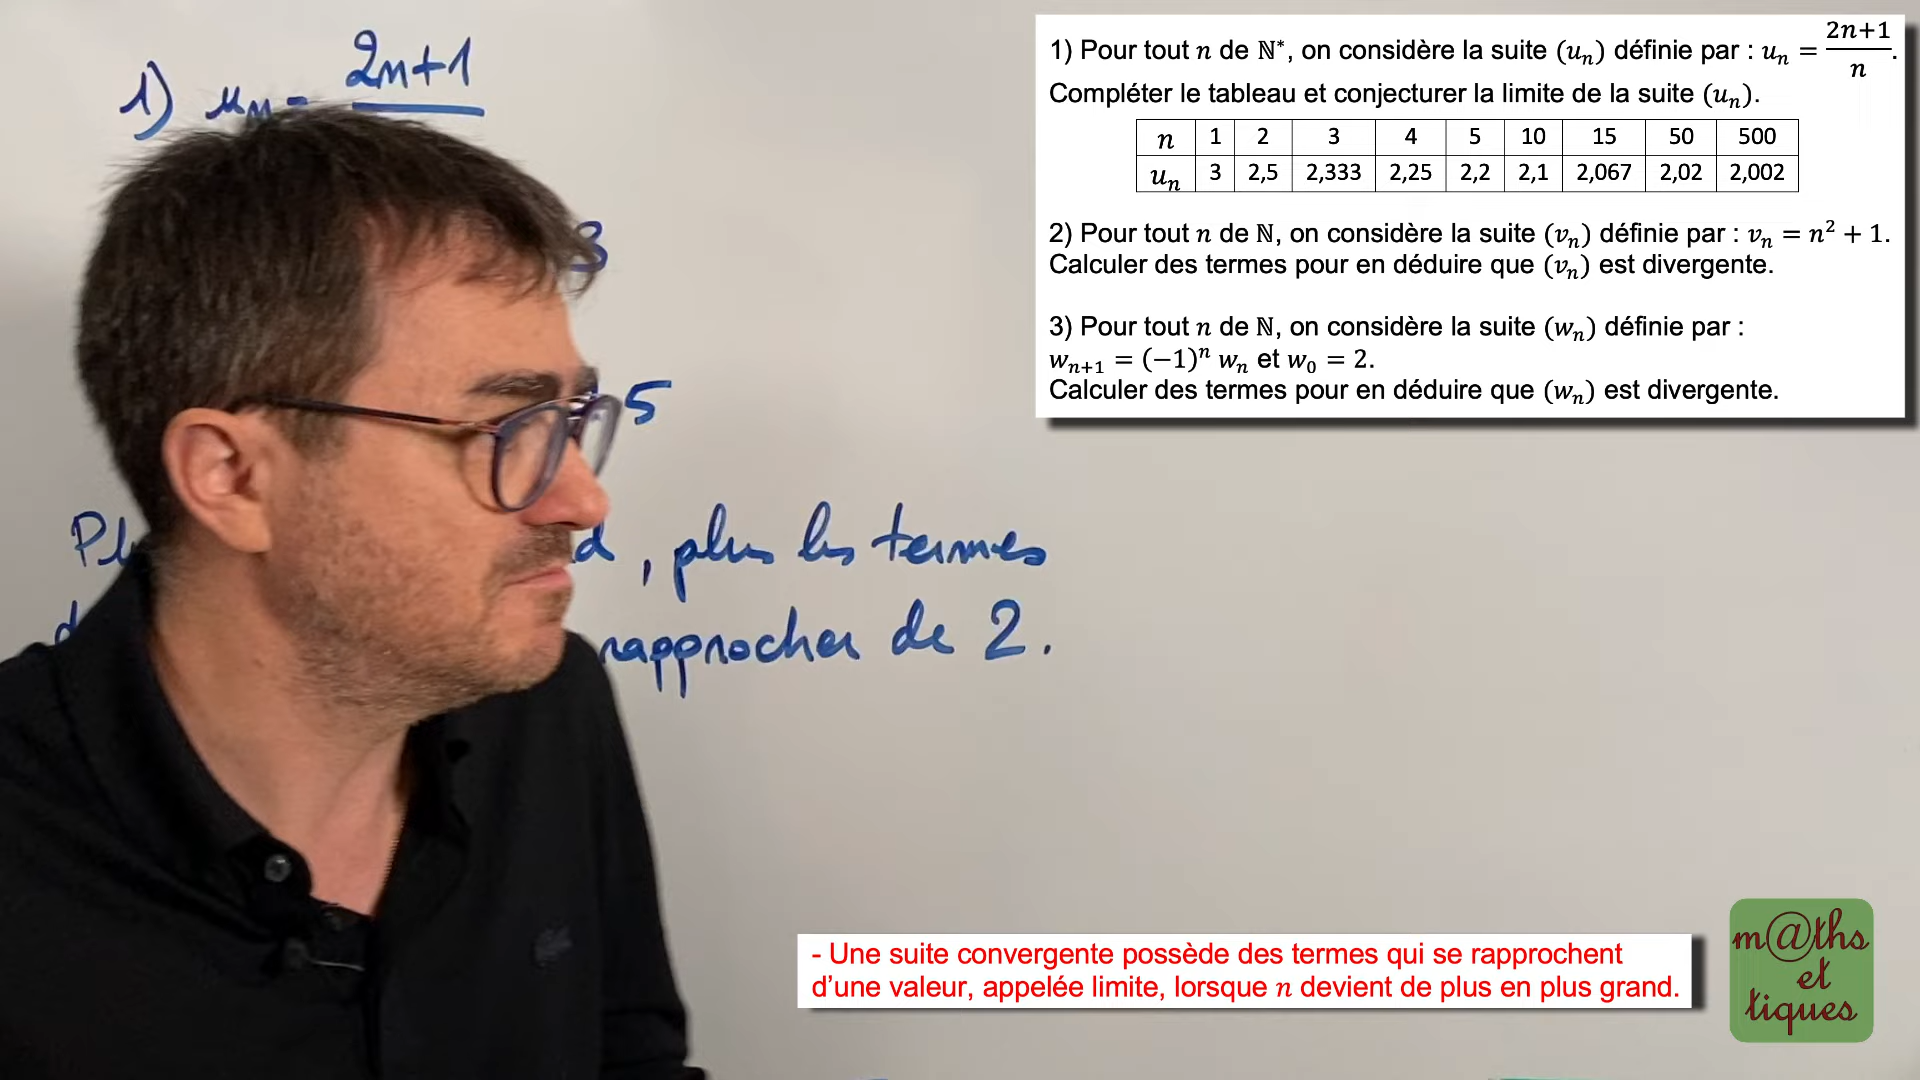 1) uₙ = 2n+1
3
5
, plus les termes
rapprocher de 2.
1) Pour tout n de ℕ*, on considère la suite (uₙ) définie par : uₙ = (2n+1)/n.
Compléter le tableau et conjecturer la limite de la suite (uₙ).
n 1 2 3 4 5 10 15 50 500
uₙ 3 2,5 2,333 2,25 2,2 2,1 2,067 2,02 2,002
2) Pour tout n de ℕ, on considère la suite (vₙ) définie par : vₙ = n² + 1.
Calculer des termes pour en déduire que (vₙ) est divergente.
3) Pour tout n de ℕ, on considère la suite (wₙ) définie par :
wₙ₊₁ = (−1)ⁿ wₙ et w₀ = 2.
Calculer des termes pour en déduire que (wₙ) est divergente.
- Une suite convergente possède des termes qui se rapprochent
d’une valeur, appelée limite, lorsque n devient de plus en plus grand.
m@ths
et
tiques